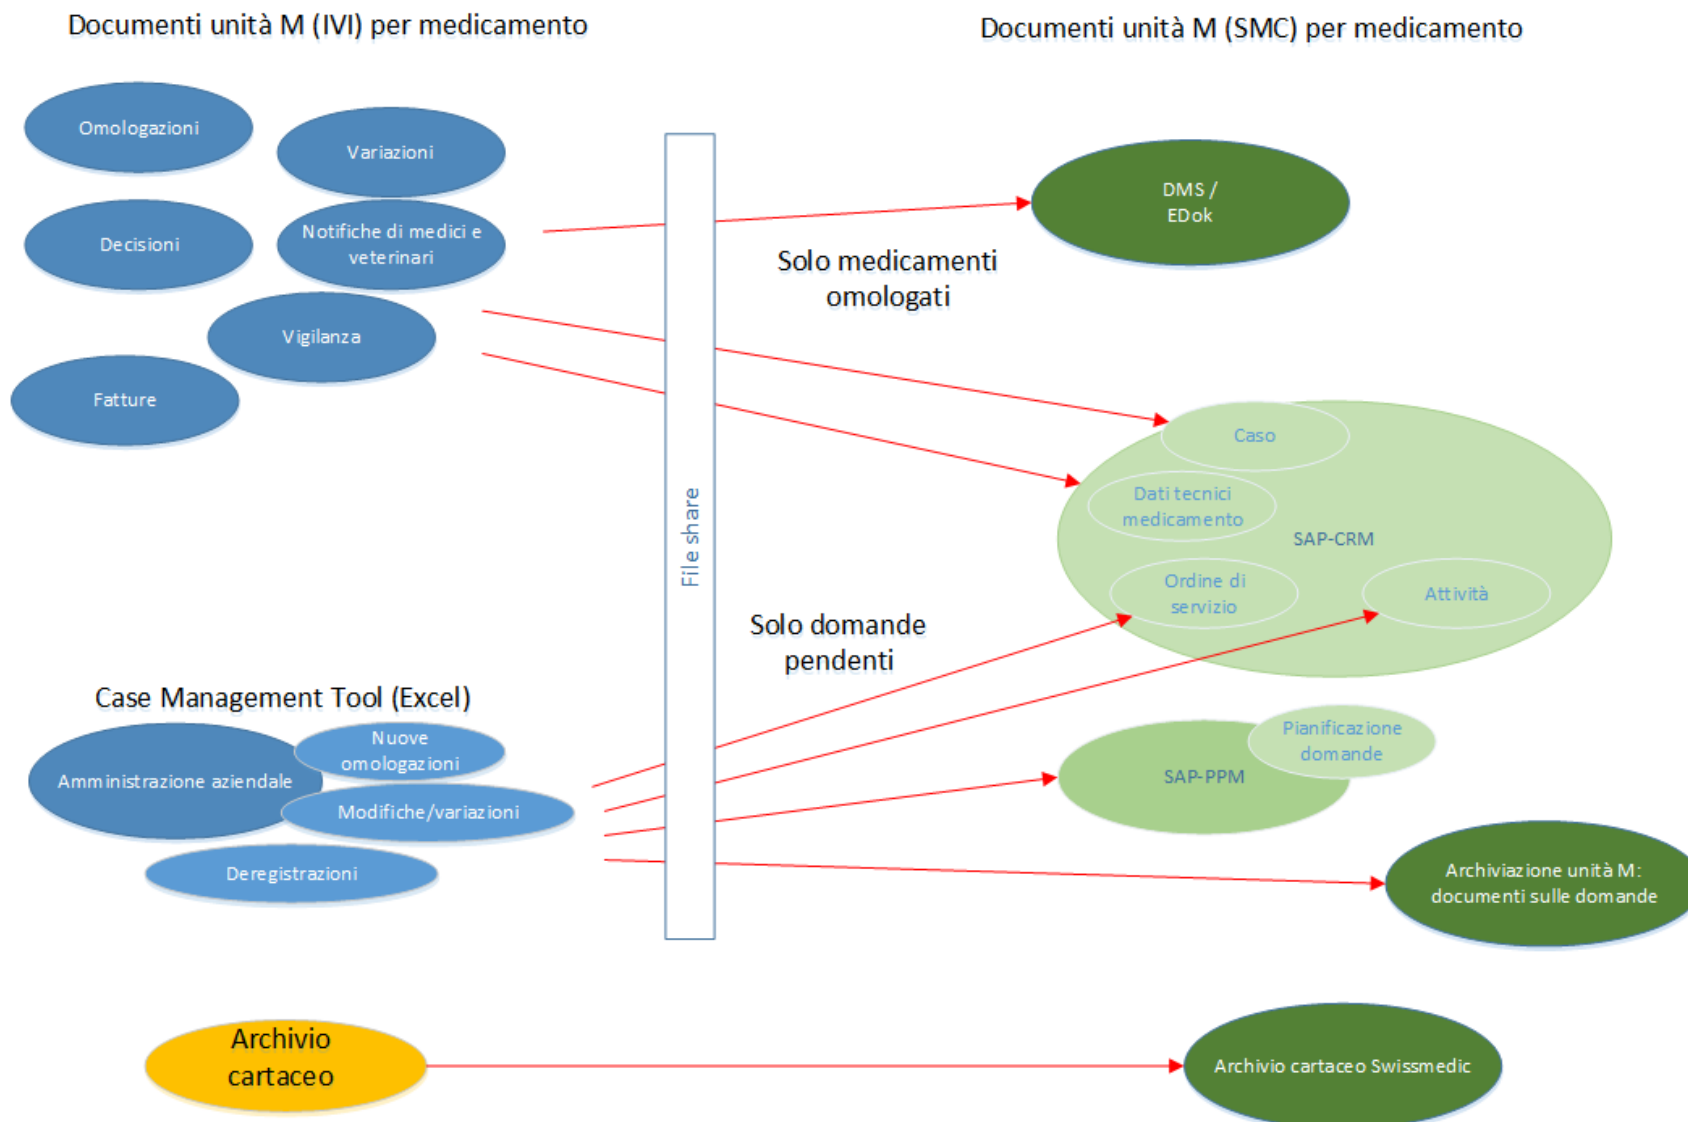 Documenti unità M (IVI) per medicamento
Documenti unità M (SMC) per medicamento
Omologazioni
Variazioni
Decisioni
Notifiche di medici e
veterinari
Vigilanza
Fatture
File share
DMS /
EDok
Solo medicamenti
omologati
Caso
Dati tecnici
medicamento
SAP-CRM
Ordine di
servizio
Attività
Solo domande
pendenti
Case Management Tool (Excel)
Nuove
omologazioni
Amministrazione aziendale
Modifiche/variazioni
Deregistrazioni
Pianificazione
domande
SAP-PPM
Archiviazione unità M:
documenti sulle domande
Archivio
cartaceo
Archivio cartaceo Swissmedic